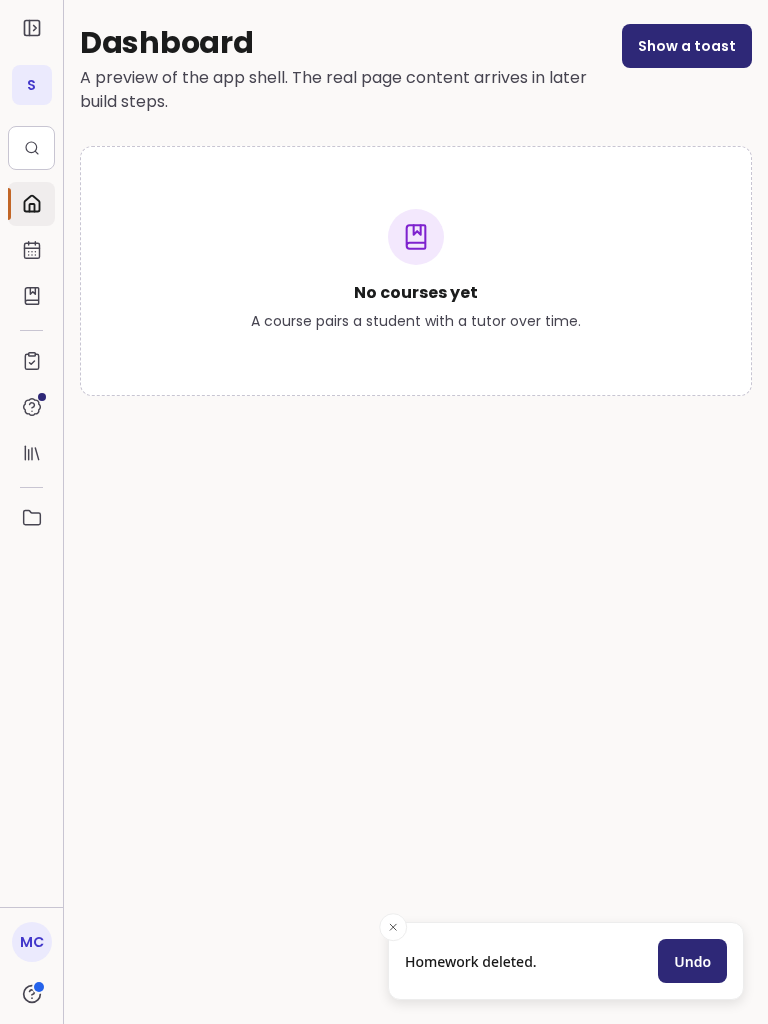 Dashboard
Show a toast
A preview of the app shell. The real page content arrives in later
build steps.
S
No courses yet
A course pairs a student with a tutor over time.
MC
Homework deleted.
Undo